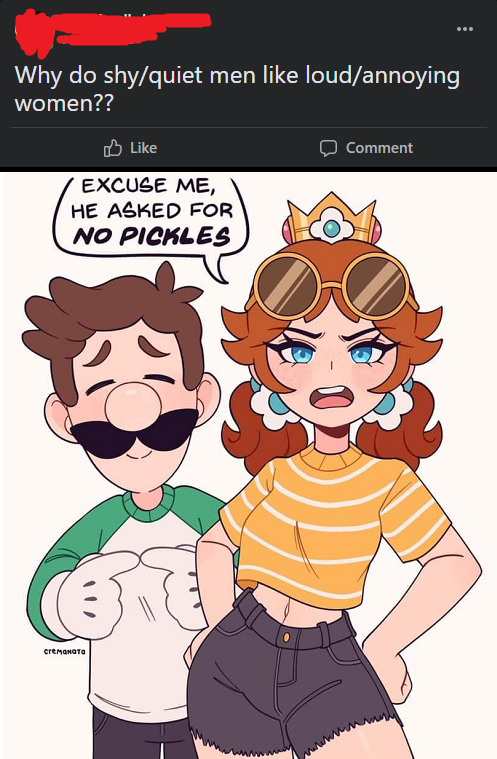 Why do shy/quiet men like loud/annoying
women??
Like
Comment
EXCUSE ME,
HE ASKED FOR
NO PICKLES
cremanata